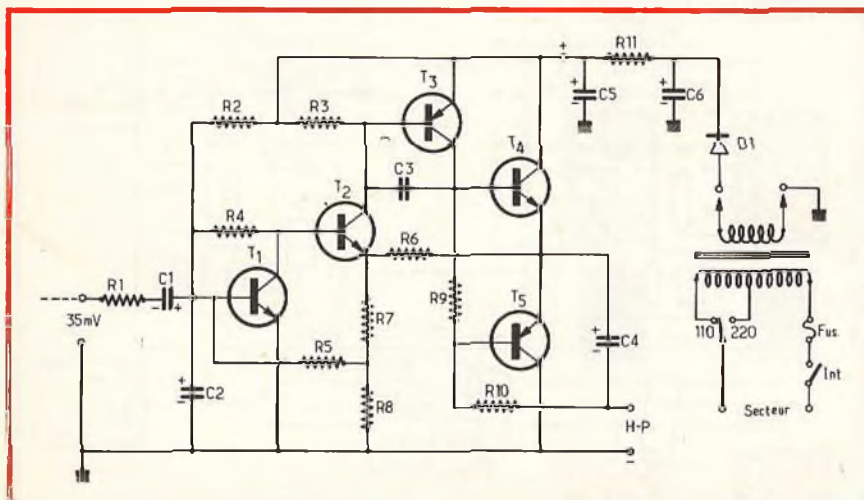 R11
+
C5
-
+
C6
-
D1
R2
R3
T3
T4
C3
T2
R4
R6
T1
R1
C1
-
+
35mV
R9
T5
R7
C4
+
-
110
220
Fus.
Int
R5
C2
+
-
R8
R10
Secteur
H-P
-
+